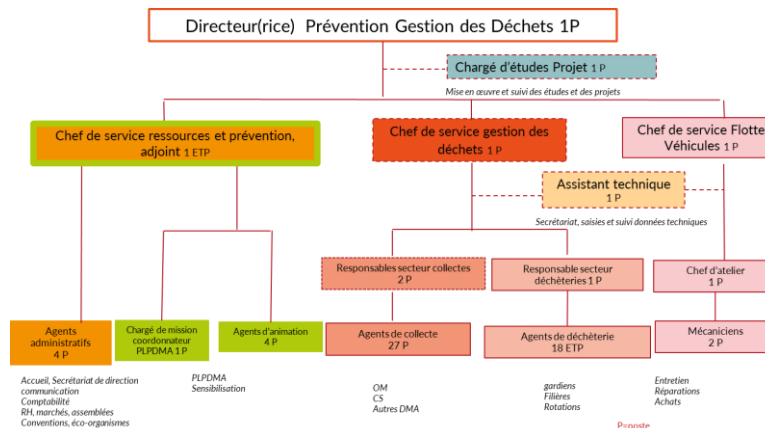 Directeur(rice) Prévention Gestion des Déchets 1P
Chargé d'études Projet 1 P
Mise en œuvre et suivi des études et des projets
Chef de service ressources et prévention,
adjoint 1 ETP
Chef de service gestion des
déchets 1 P
Chef de service Flotte
Véhicules 1 P
Assistant technique
1 P
Secrétariat, saisies et suivi données techniques
Responsables secteur collectes
2 P
Responsable secteur
déchèteries 1 P
Chef d'atelier
1 P
Agents
administratifs
4 P
Chargé de mission
coordonnateur
PLPDMA 1 P
Agents d'animation
4 P
Agents de collecte
27 P
Agents de déchèterie
18 ETP
Mécaniciens
2 P
Accueil, Secrétariat de direction
communication
Comptabilité
RH, marchés, assemblées
Conventions, éco-organismes
PLPDMA
Sensibilisation
OM
CS
Autres DMA
gardiens
Filières
Rotations
Entretien
Réparations
Achats
P=poste